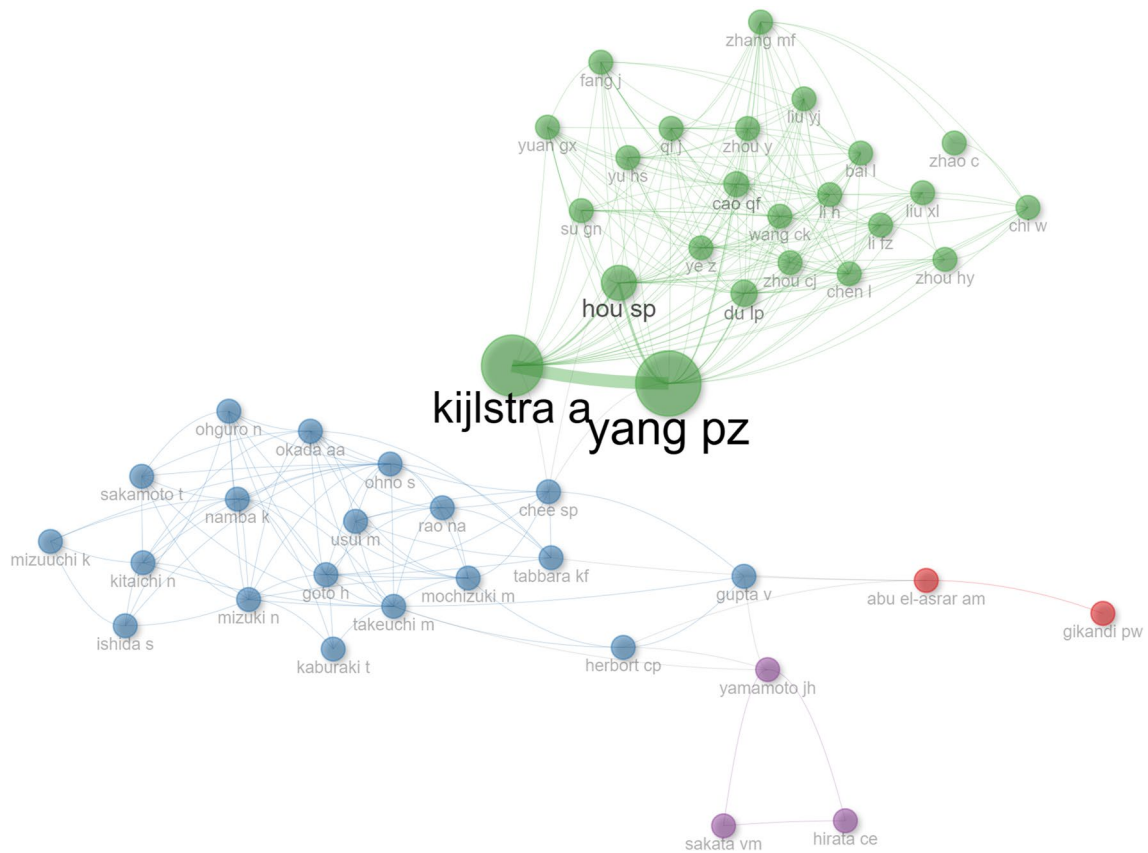 zhang mf
fang j
liu yj
yuan gx
qi j
zhou y
zhao c
yu hs
bai l
cao qf
li h
liu xl
su gn
wang ck
li fz
chi w
ye z
zhou cj
chen l
zhou hy
hou sp
du lp
kijlstra a
yang pz
ohguro n
okada aa
sakamoto t
ohno s
namba k
rao na
chee sp
usui m
mizuuchi k
kitaichi n
goto h
mochizuki m
tabbara kf
gupta v
abu el-asrar am
mizuki n
takeuchi m
gikandi pw
ishida s
kaburaki t
herbort cp
yamamoto jh
sakata vm
hirata ce